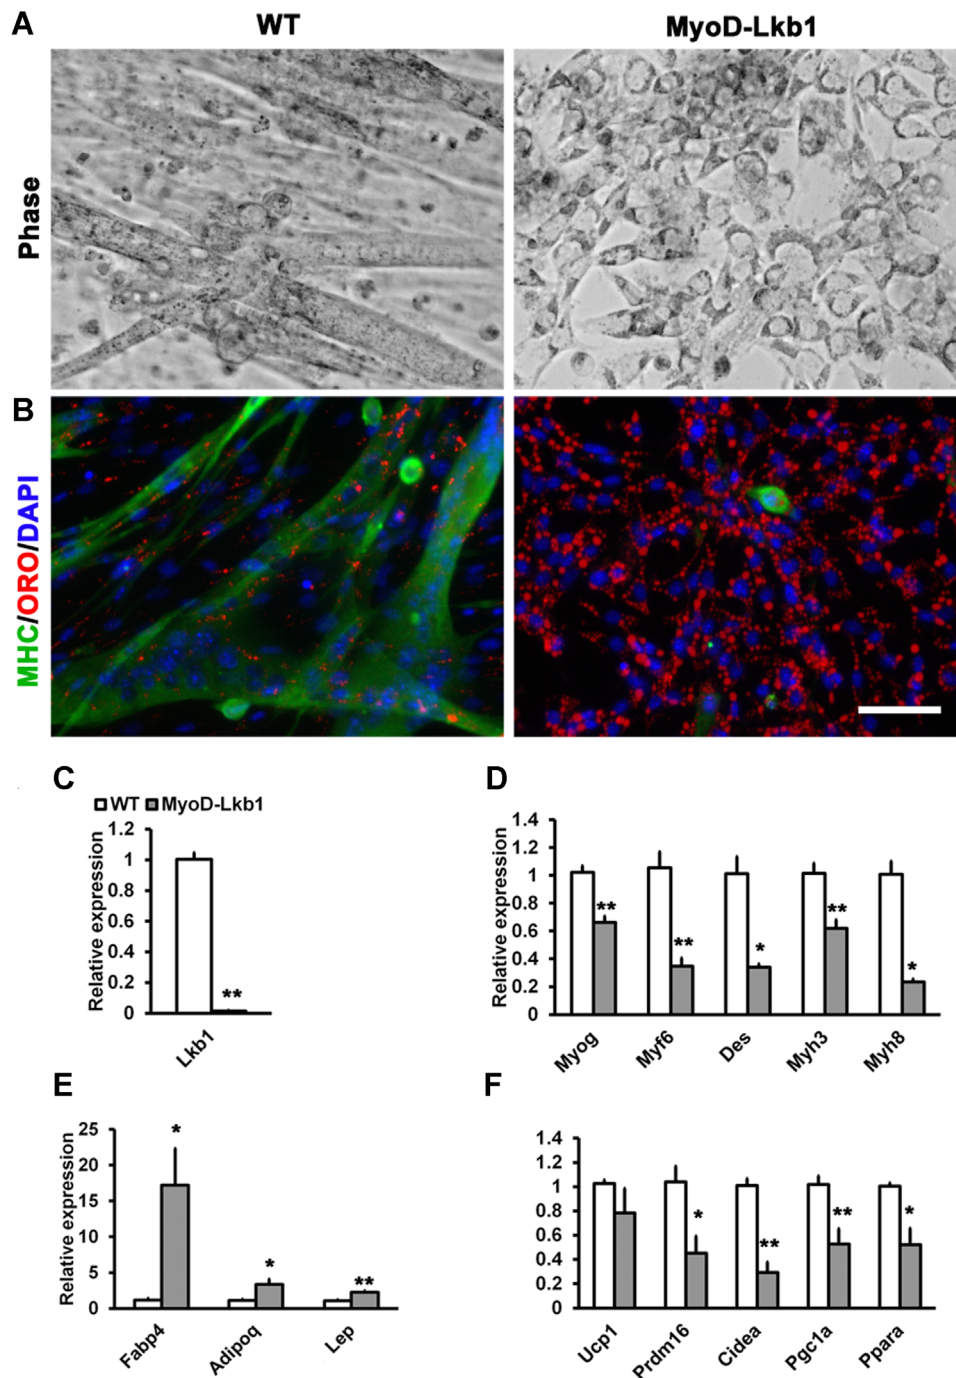 A
WT
MyoD-Lkb1
Phase
B
MHC/ORO/DAPI
C
WT MyoD-Lkb1
Relative expression
1.2
1
0.8
0.6
0.4
0.2
0
**
Lkb1
D
Relative expression
1.4
1.2
1
0.8
0.6
0.4
0.2
0
**
**
*
**
*
Myog
Myf6
Des
Myh3
Myh8
E
Relative expression
25
20
15
10
5
0
*
*
**
Fabp4
Adipoq
Lep
F
1.4
1.2
1
0.8
0.6
0.4
0.2
0
*
**
**
*
Ucp1
Prdm16
Cidea
Pgc1a
Ppara